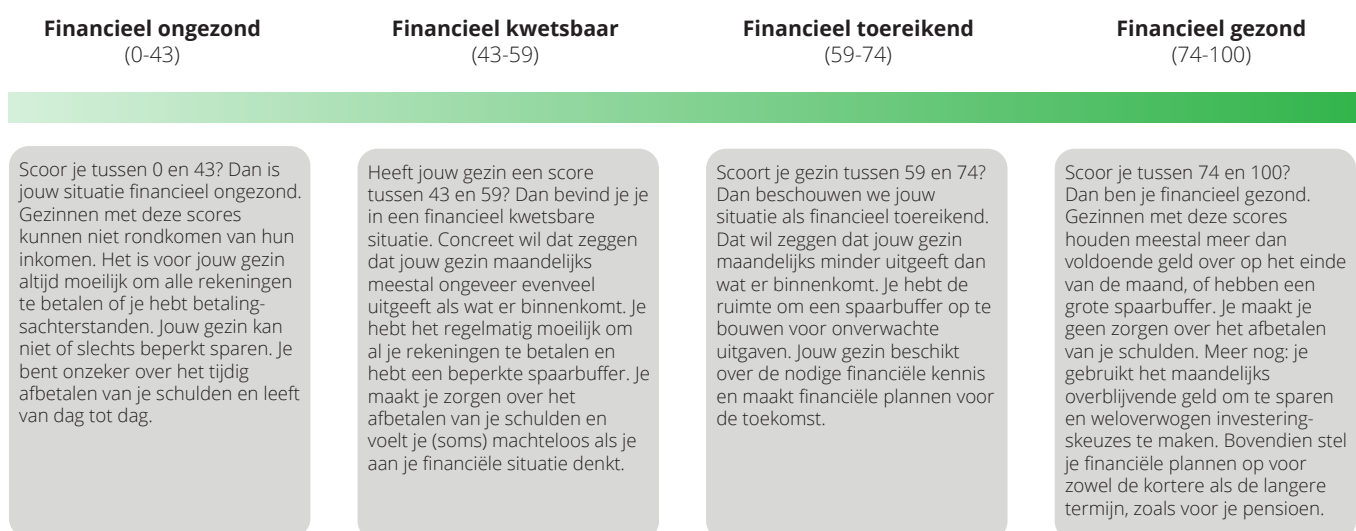 Financieel ongezond
(0-43)
Financieel kwetsbaar
(43-59)
Financieel toereikend
(59-74)
Financieel gezond
(74-100)
Scoor je tussen 0 en 43? Dan is
jouw situatie financieel ongezond.
Gezinnen met deze scores
kunnen niet rondkomen van hun
inkomen. Het is voor jouw gezin
altijd moeilijk om alle rekeningen
te betalen of je hebt betaling-
sachterstanden. Jouw gezin kan
niet of slechts beperkt sparen. Je
bent onzeker over het tijdig
afbetalen van je schulden en leeft
van dag tot dag.
Heeft jouw gezin een score
tussen 43 en 59? Dan bevind je je
in een financieel kwetsbare
situatie. Concreet wil dat zeggen
dat jouw gezin maandelijks
meestal ongeveer evenveel
uitgeeft als wat er binnenkomt. Je
hebt het regelmatig moeilijk om
al je rekeningen te betalen en
hebt een beperkte spaarbuffer. Je
maakt je zorgen over het
afbetalen van je schulden en
voelt je (soms) machteloos als je
aan je financiële situatie denkt.
Scoort je gezin tussen 59 en 74?
Dan beschouwen we jouw
situatie als financieel toereikend.
Dat wil zeggen dat jouw gezin
maandelijks minder uitgeeft dan
wat er binnenkomt. Je hebt de
ruimte om een spaarbuffer op te
bouwen voor onverwachte
uitgaven. Jouw gezin beschikt
over de nodige financiële kennis
en maakt financiële plannen voor
de toekomst.
Scoor je tussen 74 en 100?
Dan ben je financieel gezond.
Gezinnen met deze scores
houden meestal meer dan
voldoende geld over op het einde
van de maand, of hebben een
grote spaarbuffer. Je maakt je
geen zorgen over het afbetalen
van je schulden. Meer nog: je
gebruikt het maandelijks
overblijvende geld om te sparen
en weloverwogen investering-
skeuzes te maken. Bovendien stel
je financiële plannen op voor
zowel de kortere als de langere
termijn, zoals voor je pensioen.